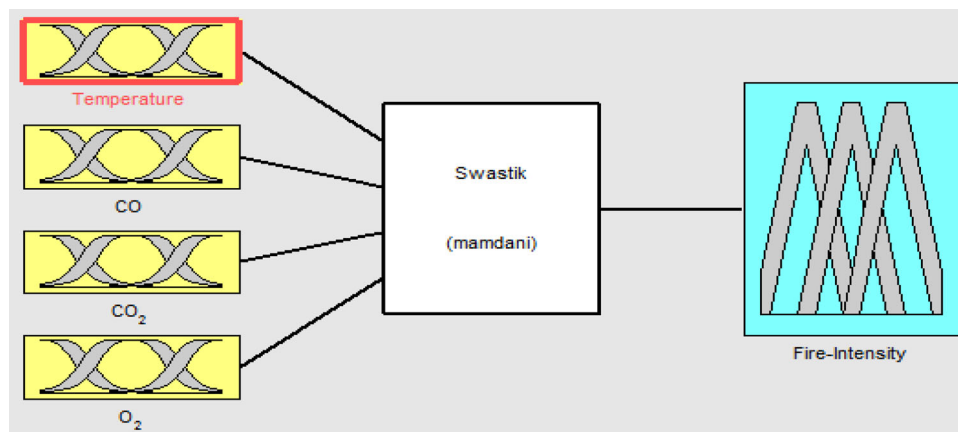 Temperature
CO
CO₂
O₂
Swastik
(mamdani)
Fire-Intensity